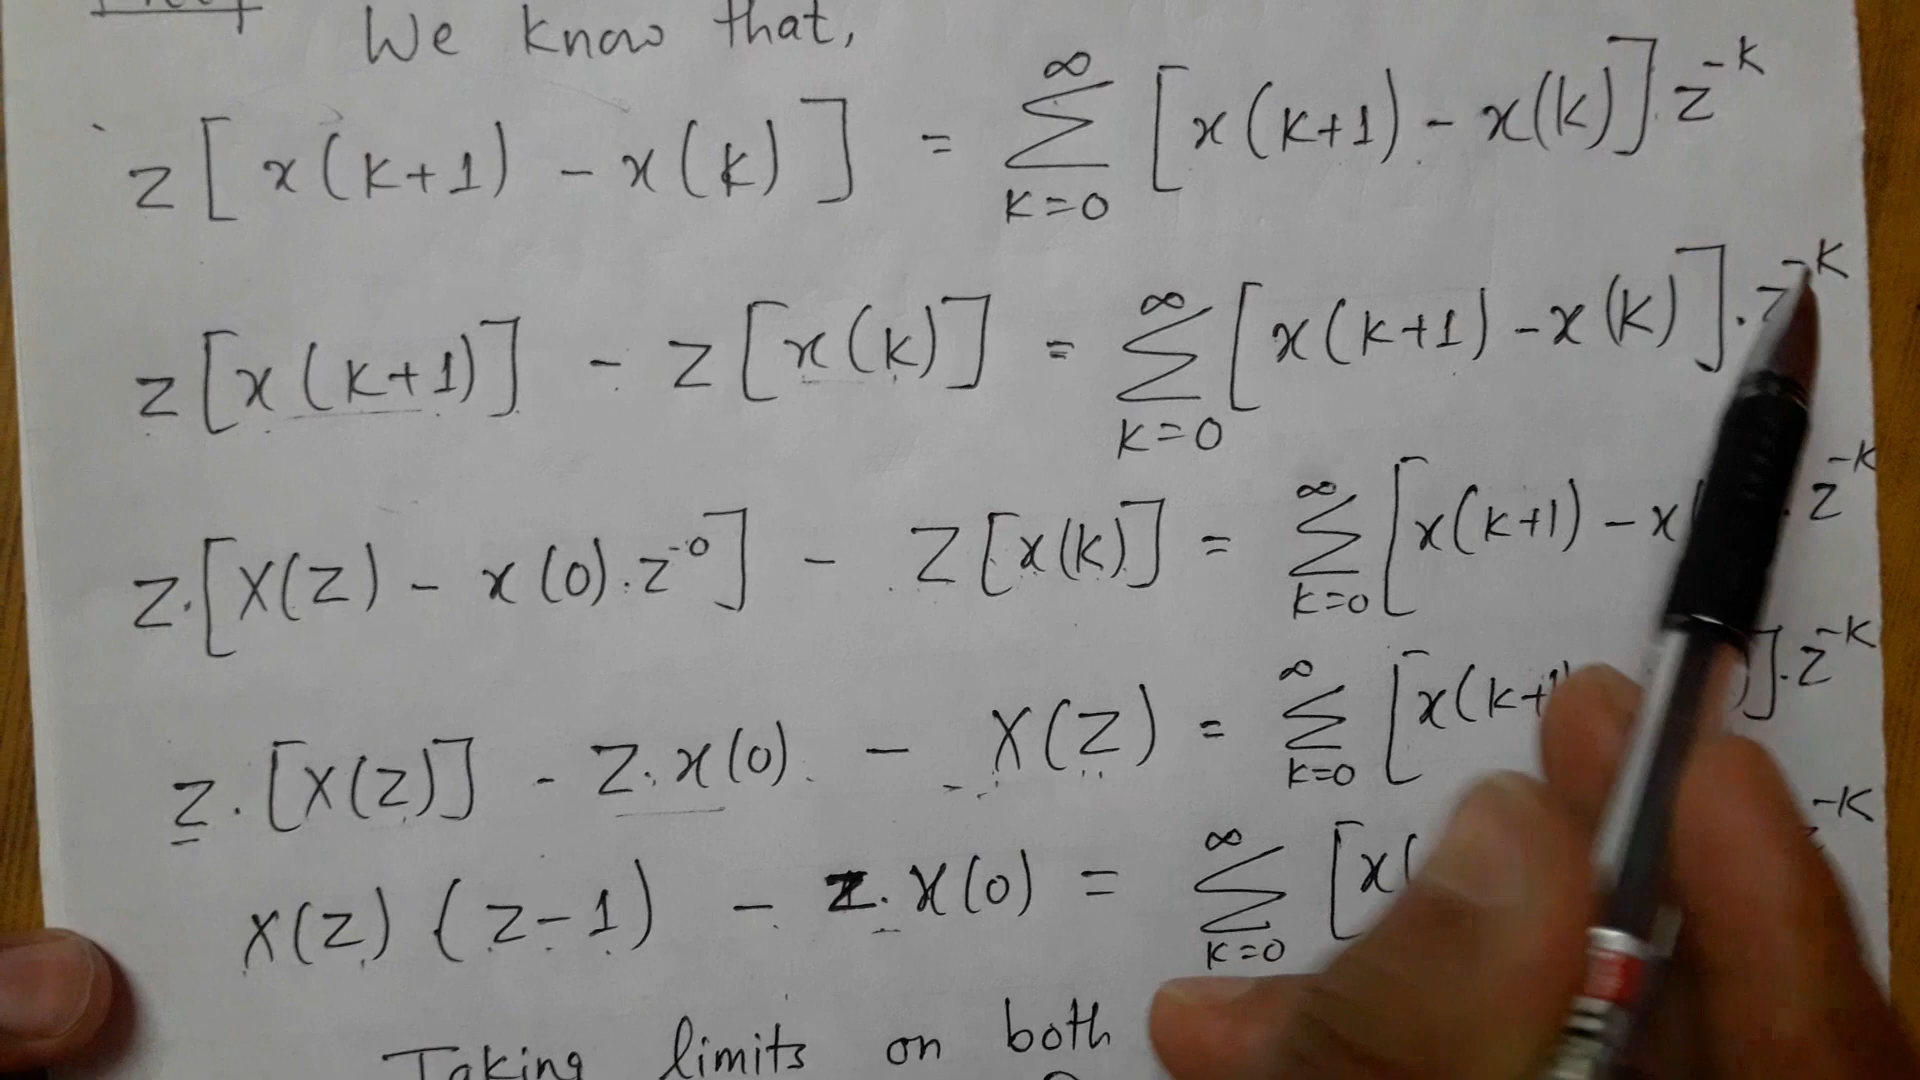 We know that,
z[x(k+1) - x(k)] = ∞ Σ k=0 [x(k+1) - x(k)].z^-k
z[x(k+1)] - z[x(k)] = ∞ Σ k=0 [x(k+1) - x(k)].z^-k
z.[X(z) - x(0).z^-0] - Z[x(k)] = ∞ Σ k=0 [x(k+1) - x .z^-k
z.[X(z)] - z.x(0) - X(z) = ∞ Σ k=0 [x(k+1) ].z^-k
X(z) (z-1) - z.x(0) = ∞ Σ k=0 [x( z^-k
Taking limits on both